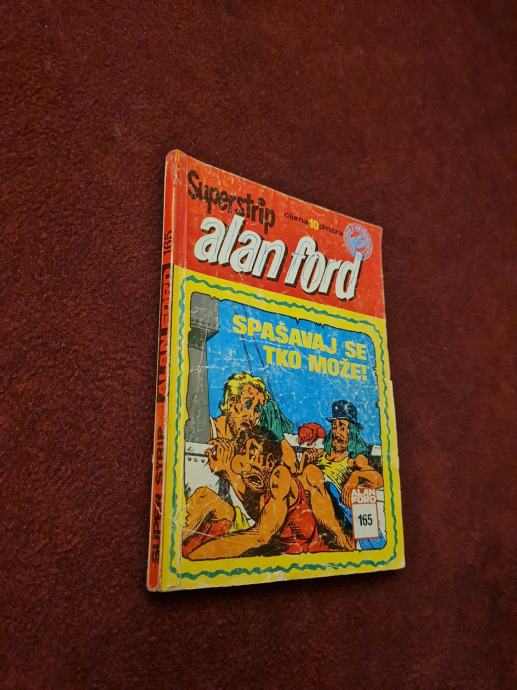 Superstrip
cijena 10 dinara
alan ford
SPAŠAVAJ SE
TKO MOŽE!
ALAN
FORD
165
SUPER STRIP ALAN FORD 165